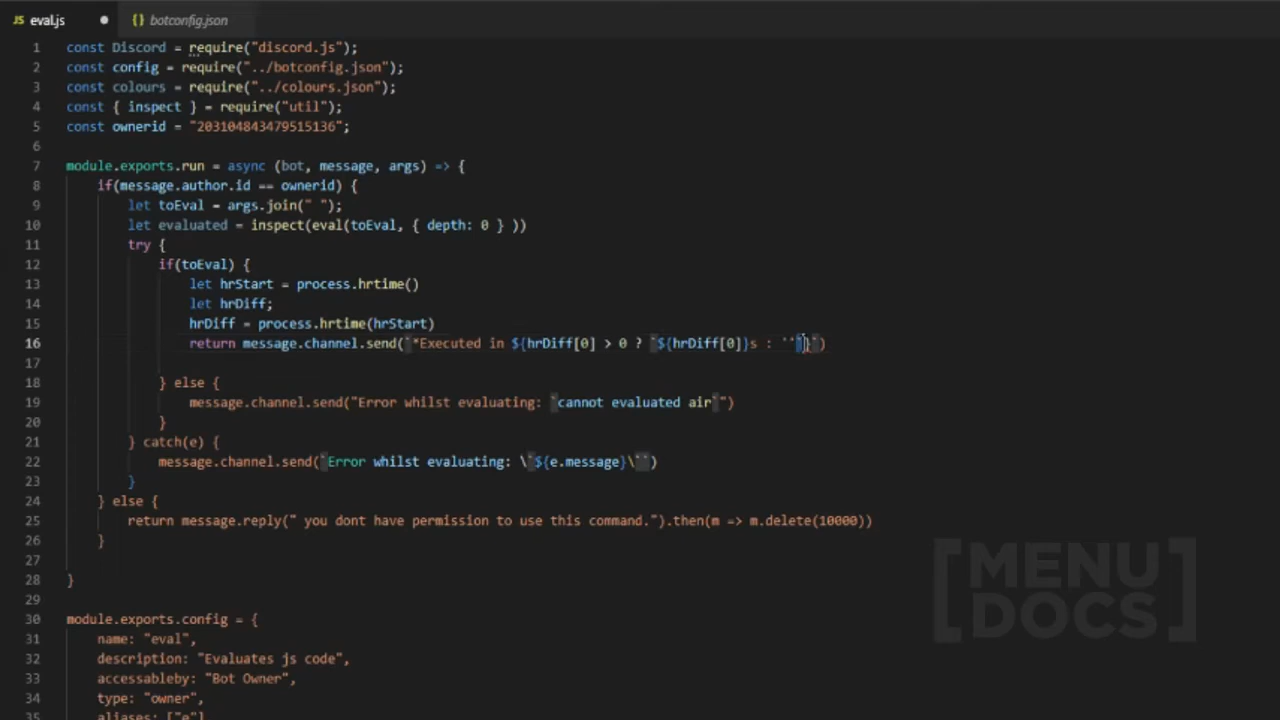 JS eval.js ● {} botconfig.json
1 const Discord = require("discord.js");
2 const config = require("../botconfig.json");
3 const colours = require("../colours.json");
4 const { inspect } = require("util");
5 const ownerid = "203104843479515136";
6
7 module.exports.run = async (bot, message, args) => {
8 if(message.author.id == ownerid) {
9 let toEval = args.join(" ");
10 let evaluated = inspect(eval(toEval, { depth: 0 } ))
11 try {
12 if(toEval) {
13 let hrStart = process.hrtime()
14 let hrDiff;
15 hrDiff = process.hrtime(hrStart)
16 return message.channel.send(`*Executed in ${hrDiff[0] > 0 ? `${hrDiff[0]}s : ''`}`)
17
18 } else {
19 message.channel.send("Error whilst evaluating: `cannot evaluated air`")
20 }
21 } catch(e) {
22 message.channel.send(`Error whilst evaluating: \`${e.message}\``)
23 }
24 } else {
25 return message.reply(" you dont have permission to use this command.").then(m => m.delete(10000))
26 }
27
28 }
29
30 module.exports.config = {
31 name: "eval",
32 description: "Evaluates js code",
33 accessableby: "Bot Owner",
34 type: "owner",
35 aliases: ["e"]
[MENU
DOCS]